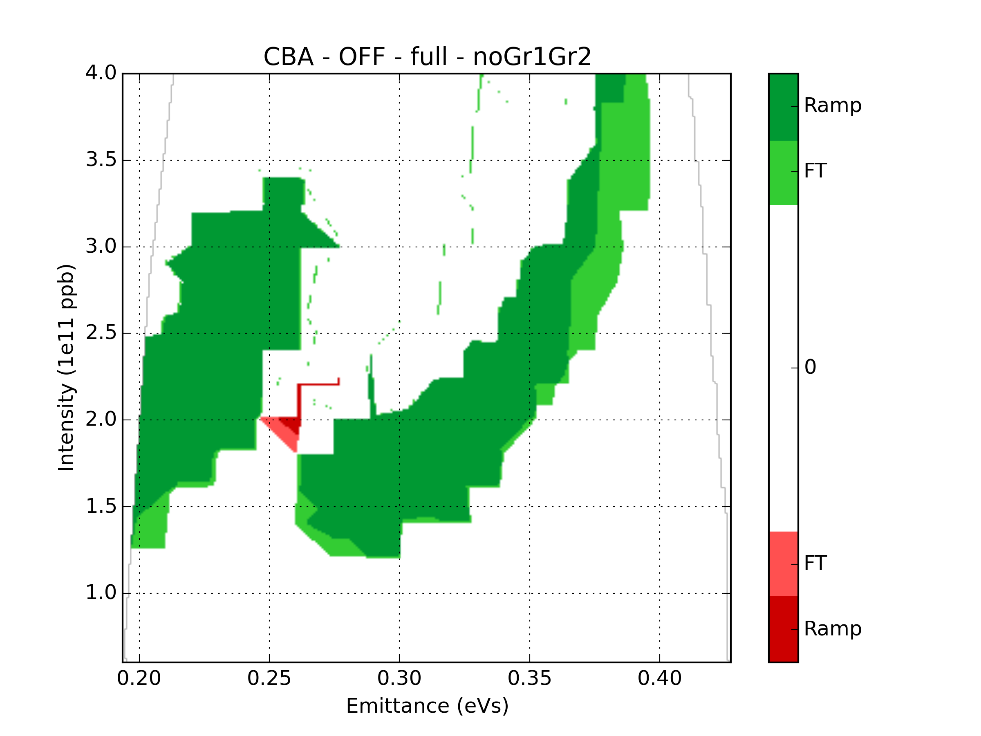 CBA - OFF - full - noGr1Gr2
4.0
3.5
3.0
2.5
2.0
1.5
1.0
Intensity (1e11 ppb)
0.20 0.25 0.30 0.35 0.40
Emittance (eVs)
Ramp
FT
0
FT
Ramp